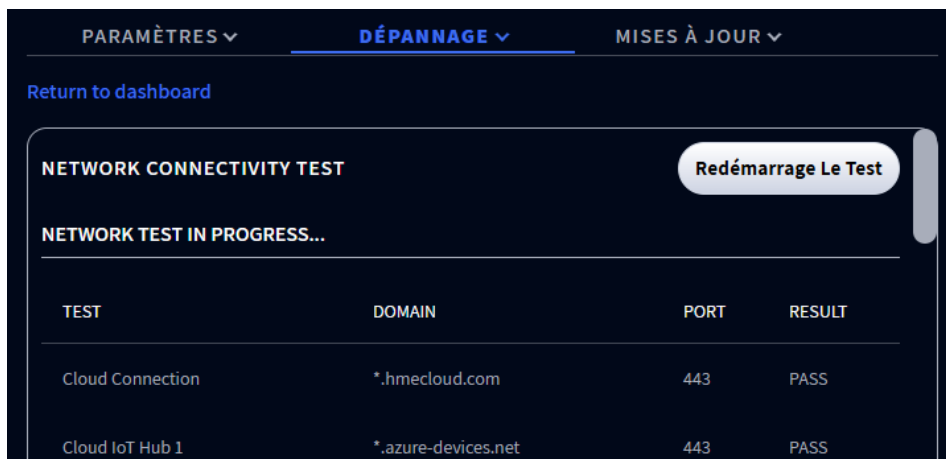 PARAMÈTRES DÉPANNAGE MISES À JOUR
Return to dashboard
NETWORK CONNECTIVITY TEST Redémarrage Le Test
NETWORK TEST IN PROGRESS...
TEST DOMAIN PORT RESULT
Cloud Connection *.hmecloud.com 443 PASS
Cloud IoT Hub 1 *.azure-devices.net 443 PASS